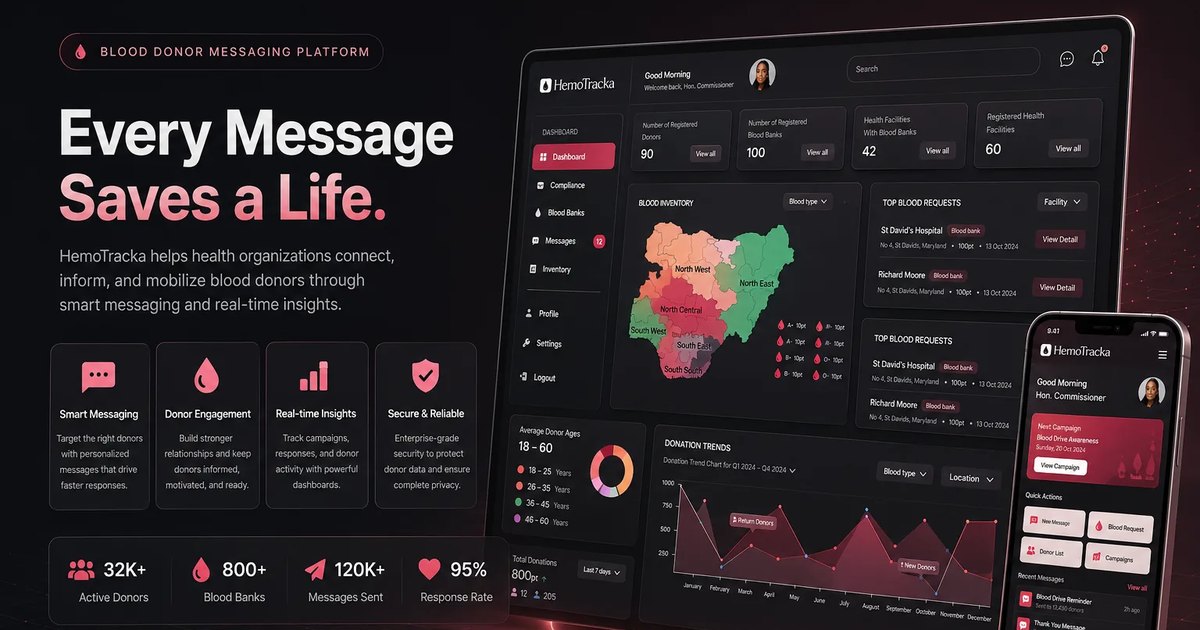 BLOOD DONOR MESSAGING PLATFORM
Every Message
Saves a Life.
HemoTracka helps health organizations connect,
inform, and mobilize blood donors through
smart messaging and real-time insights.
Smart Messaging
Target the right donors
with personalized
messages that drive
faster responses.
Donor Engagement
Build stronger
relationships and keep
donors informed,
motivated, and ready.
Real-time Insights
Track campaigns,
responses, and donor
activity with powerful
dashboards.
Secure & Reliable
Enterprise-grade
security to protect
donor data and ensure
complete privacy.
32K+
Active Donors
800+
Blood Banks
120K+
Messages Sent
95%
Response Rate
HemoTracka
Good Morning
Welcome back, Hon. Commissioner
Search
DASHBOARD
Dashboard
Compliance
Blood Banks
Messages 12
Inventory
Profile
Settings
Logout
Number of Registered
Donors
90 View all
Number of Registered
Blood Banks
100 View all
Health Facilities
With Blood Banks
42 View all
Registered Health
Facilities
60 View all
BLOOD INVENTORY
Blood type
North West
North East
North Central
South West
South East
South South
A+ 10pt
A- 10pt
B+ 10pt
B- 10pt
O+ 10pt
O- 10pt
TOP BLOOD REQUESTS
Facility
St David's Hospital Blood bank
No 4, St Davids, Maryland • 100pt • 13 Oct 2024
View Detail
Richard Moore Blood bank
No 4, St.Davids, Maryland • 100pt • 13 Oct 2024
View Detail
TOP BLOOD REQUESTS
St David's Hospital Blood bank
No 4, St Davids, Maryland • 100pt • 13 Oct 2024
Richard Moore Blood bank
No 4, St.Davids, Maryland • 100pt • 13 Oct 2024
Average Donor Ages
18 – 60
18 – 25 Years
26 – 35 Years
36 – 45 Years
46 – 60 Years
Total Donations
800pt
Last 7 days
12 205
DONATION TRENDS
Donation Trend Chart for Q1 2024 – Q4 2024
Blood type
Location
1000
750
500
250
Return Donors
New Donors
January
February
March
April
May
June
July
August
September
October
November
December
9.41
HemoTracka
Good Morning
Hon. Commissioner
Next Campaign
Blood Drive Awareness
Sunday, 20 Oct 2024
View Campaign
Quick Actions
New Message
Blood Request
Donor List
Campaigns
Recent Messages
View all
Blood Drive Reminder
Sent to 12,450 donors
2h ago
Thank You Message